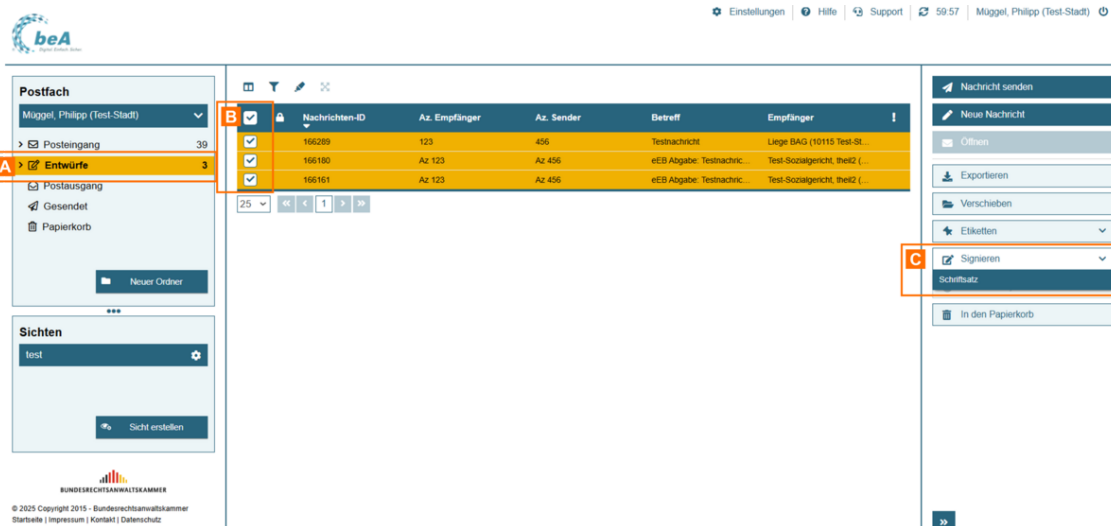 Einstellungen Hilfe Support 59:57 Müggel, Philipp (Test-Stadt)
beA
Postfach
Müggel, Philipp (Test-Stadt)
Posteingang 39
A Entwürfe 3
Postausgang
Gesendet
Papierkorb
Neuer Ordner
Sichten
test
Sicht erstellen
BUNDESRECHTSANWALTSKAMMER
© 2025 Copyright 2015 - Bundesrechtsanwaltskammer
Startseite | Impressum | Kontakt | Datenschutz
B Nachrichten-ID Az. Empfänger Az. Sender Betreff Empfänger !
166289 123 456 Testnachricht Liege BAG (10115 Test-St...
166180 Az 123 Az 456 eEB Abgabe: Testnachric... Test-Sozialgericht, theil2 (...
166161 Az 123 Az 456 eEB Abgabe: Testnachric... Test-Sozialgericht, theil2 (...
25 « ‹ 1 › »
Nachricht senden
Neue Nachricht
Öffnen
Exportieren
Verschieben
Etiketten
C Signieren
Schriftsatz
In den Papierkorb
»